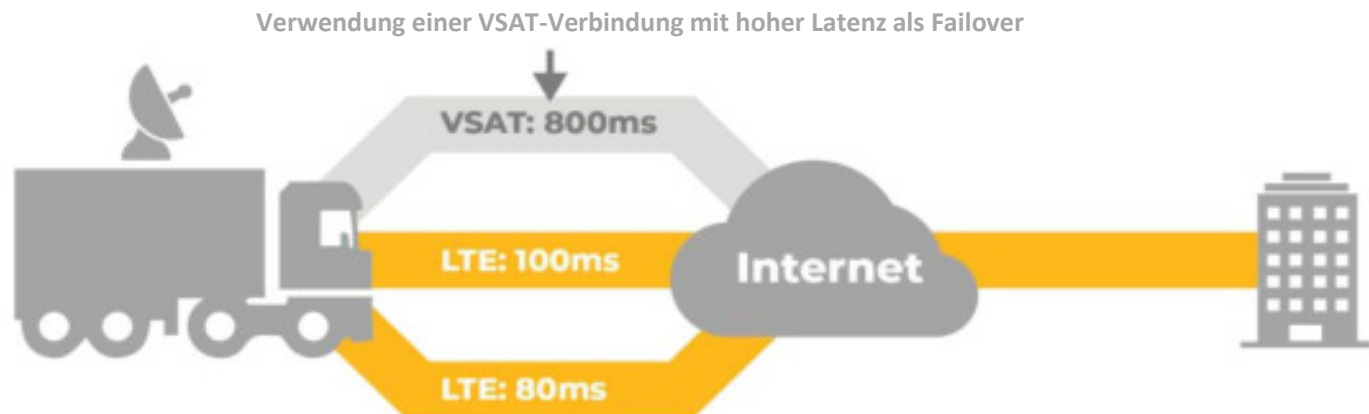 Verwendung einer VSAT-Verbindung mit hoher Latenz als Failover
VSAT: 800ms
LTE: 100ms
Internet
LTE: 80ms